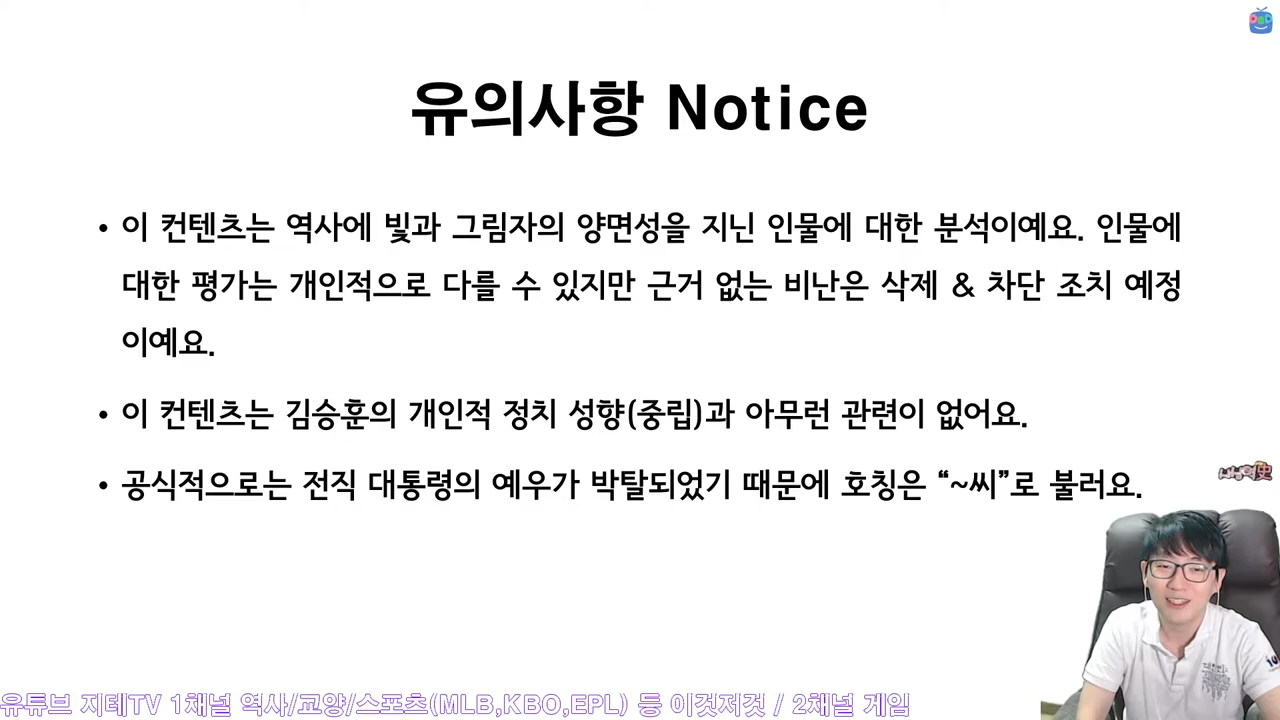 유의사항 Notice
• 이 컨텐츠는 역사에 빛과 그림자의 양면성을 지닌 인물에 대한 분석이예요. 인물에
대한 평가는 개인적으로 다를 수 있지만 근거 없는 비난은 삭제 & 차단 조치 예정
이예요.
• 이 컨텐츠는 김승훈의 개인적 정치 성향(중립)과 아무런 관련이 없어요.
• 공식적으로는 전직 대통령의 예우가 박탈되었기 때문에 호칭은 “~씨”로 불러요.
유튜브 지테TV 1채널 역사/교양/스포츠(MLB,KBO,EPL) 등 이것저것 / 2채널 게임